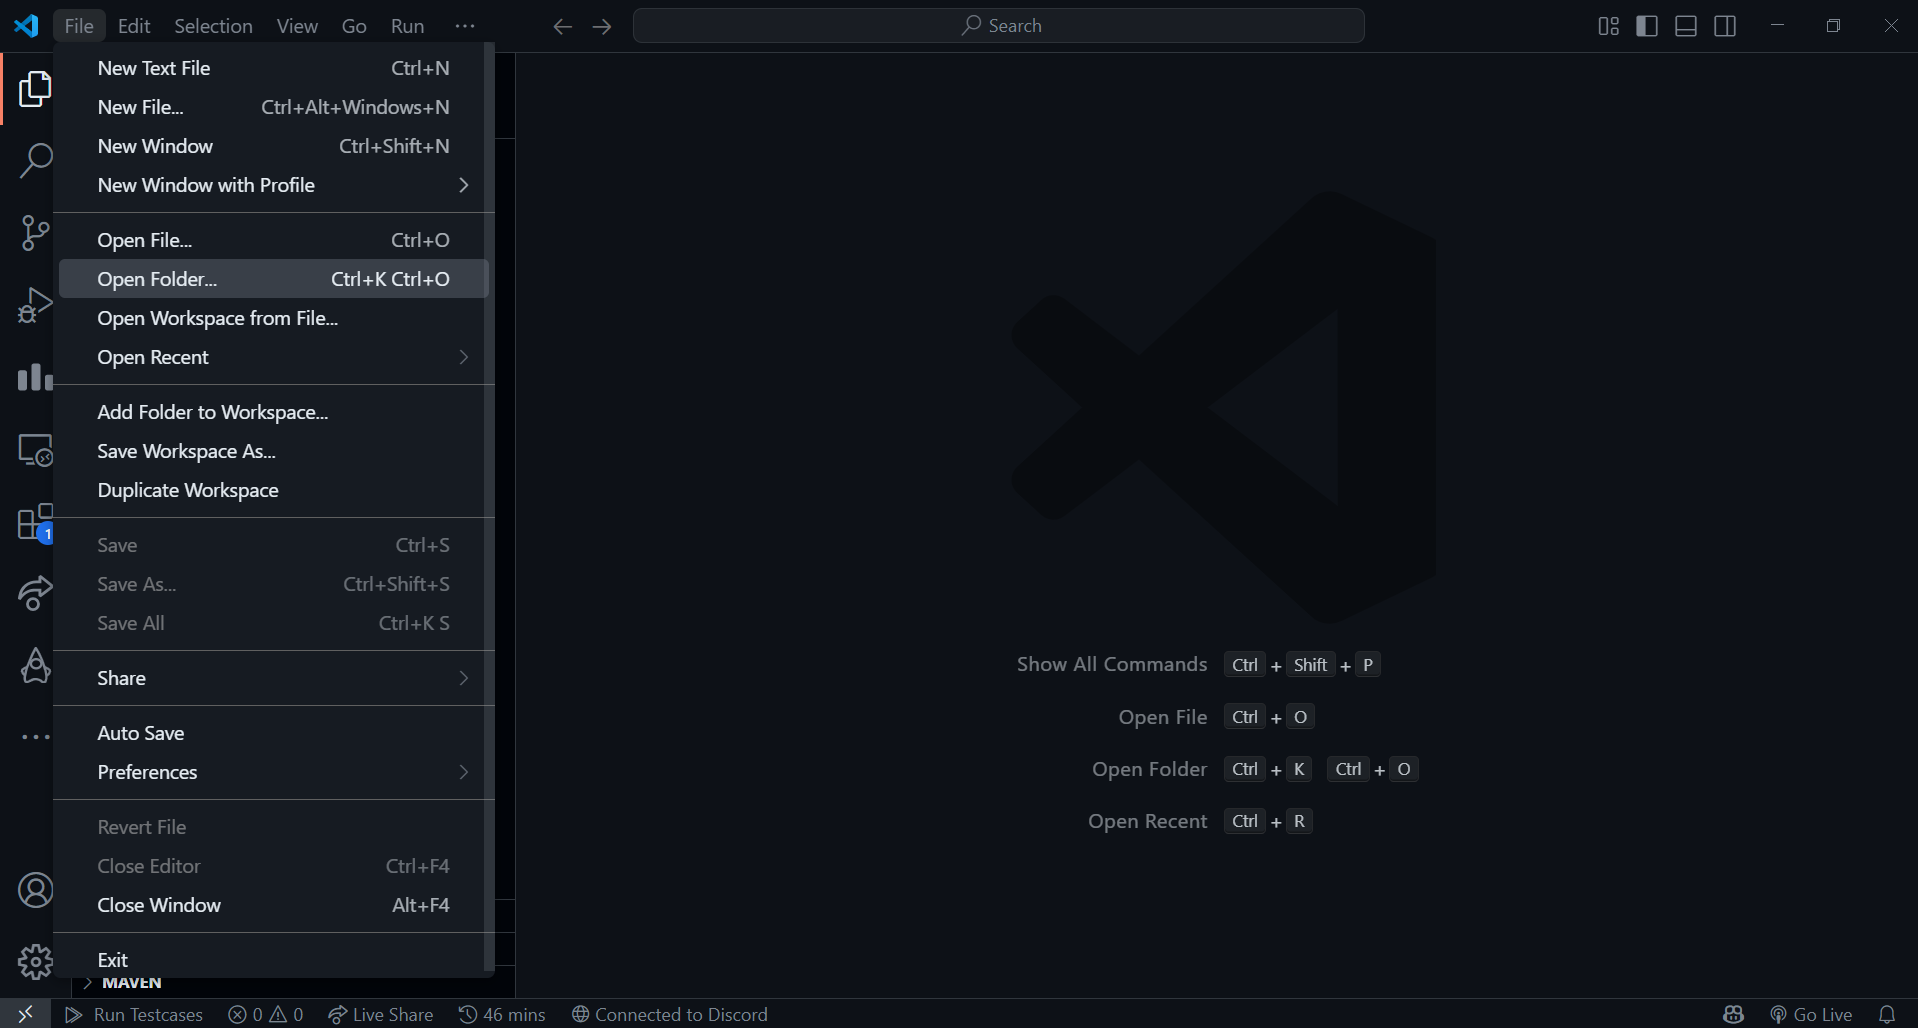 File Edit Selection View Go Run ···
Search
New Text File Ctrl+N
New File... Ctrl+Alt+Windows+N
New Window Ctrl+Shift+N
New Window with Profile
Open File... Ctrl+O
Open Folder... Ctrl+K Ctrl+O
Open Workspace from File...
Open Recent
Add Folder to Workspace...
Save Workspace As...
Duplicate Workspace
1
Save Ctrl+S
Save As... Ctrl+Shift+S
Save All Ctrl+K S
Share
Auto Save
Preferences
Revert File
Close Editor Ctrl+F4
Close Window Alt+F4
Exit
MAVEN
Show All Commands Ctrl + Shift + P
Open File Ctrl + O
Open Folder Ctrl + K Ctrl + O
Open Recent Ctrl + R
Run Testcases 0 0 Live Share 46 mins Connected to Discord Go Live